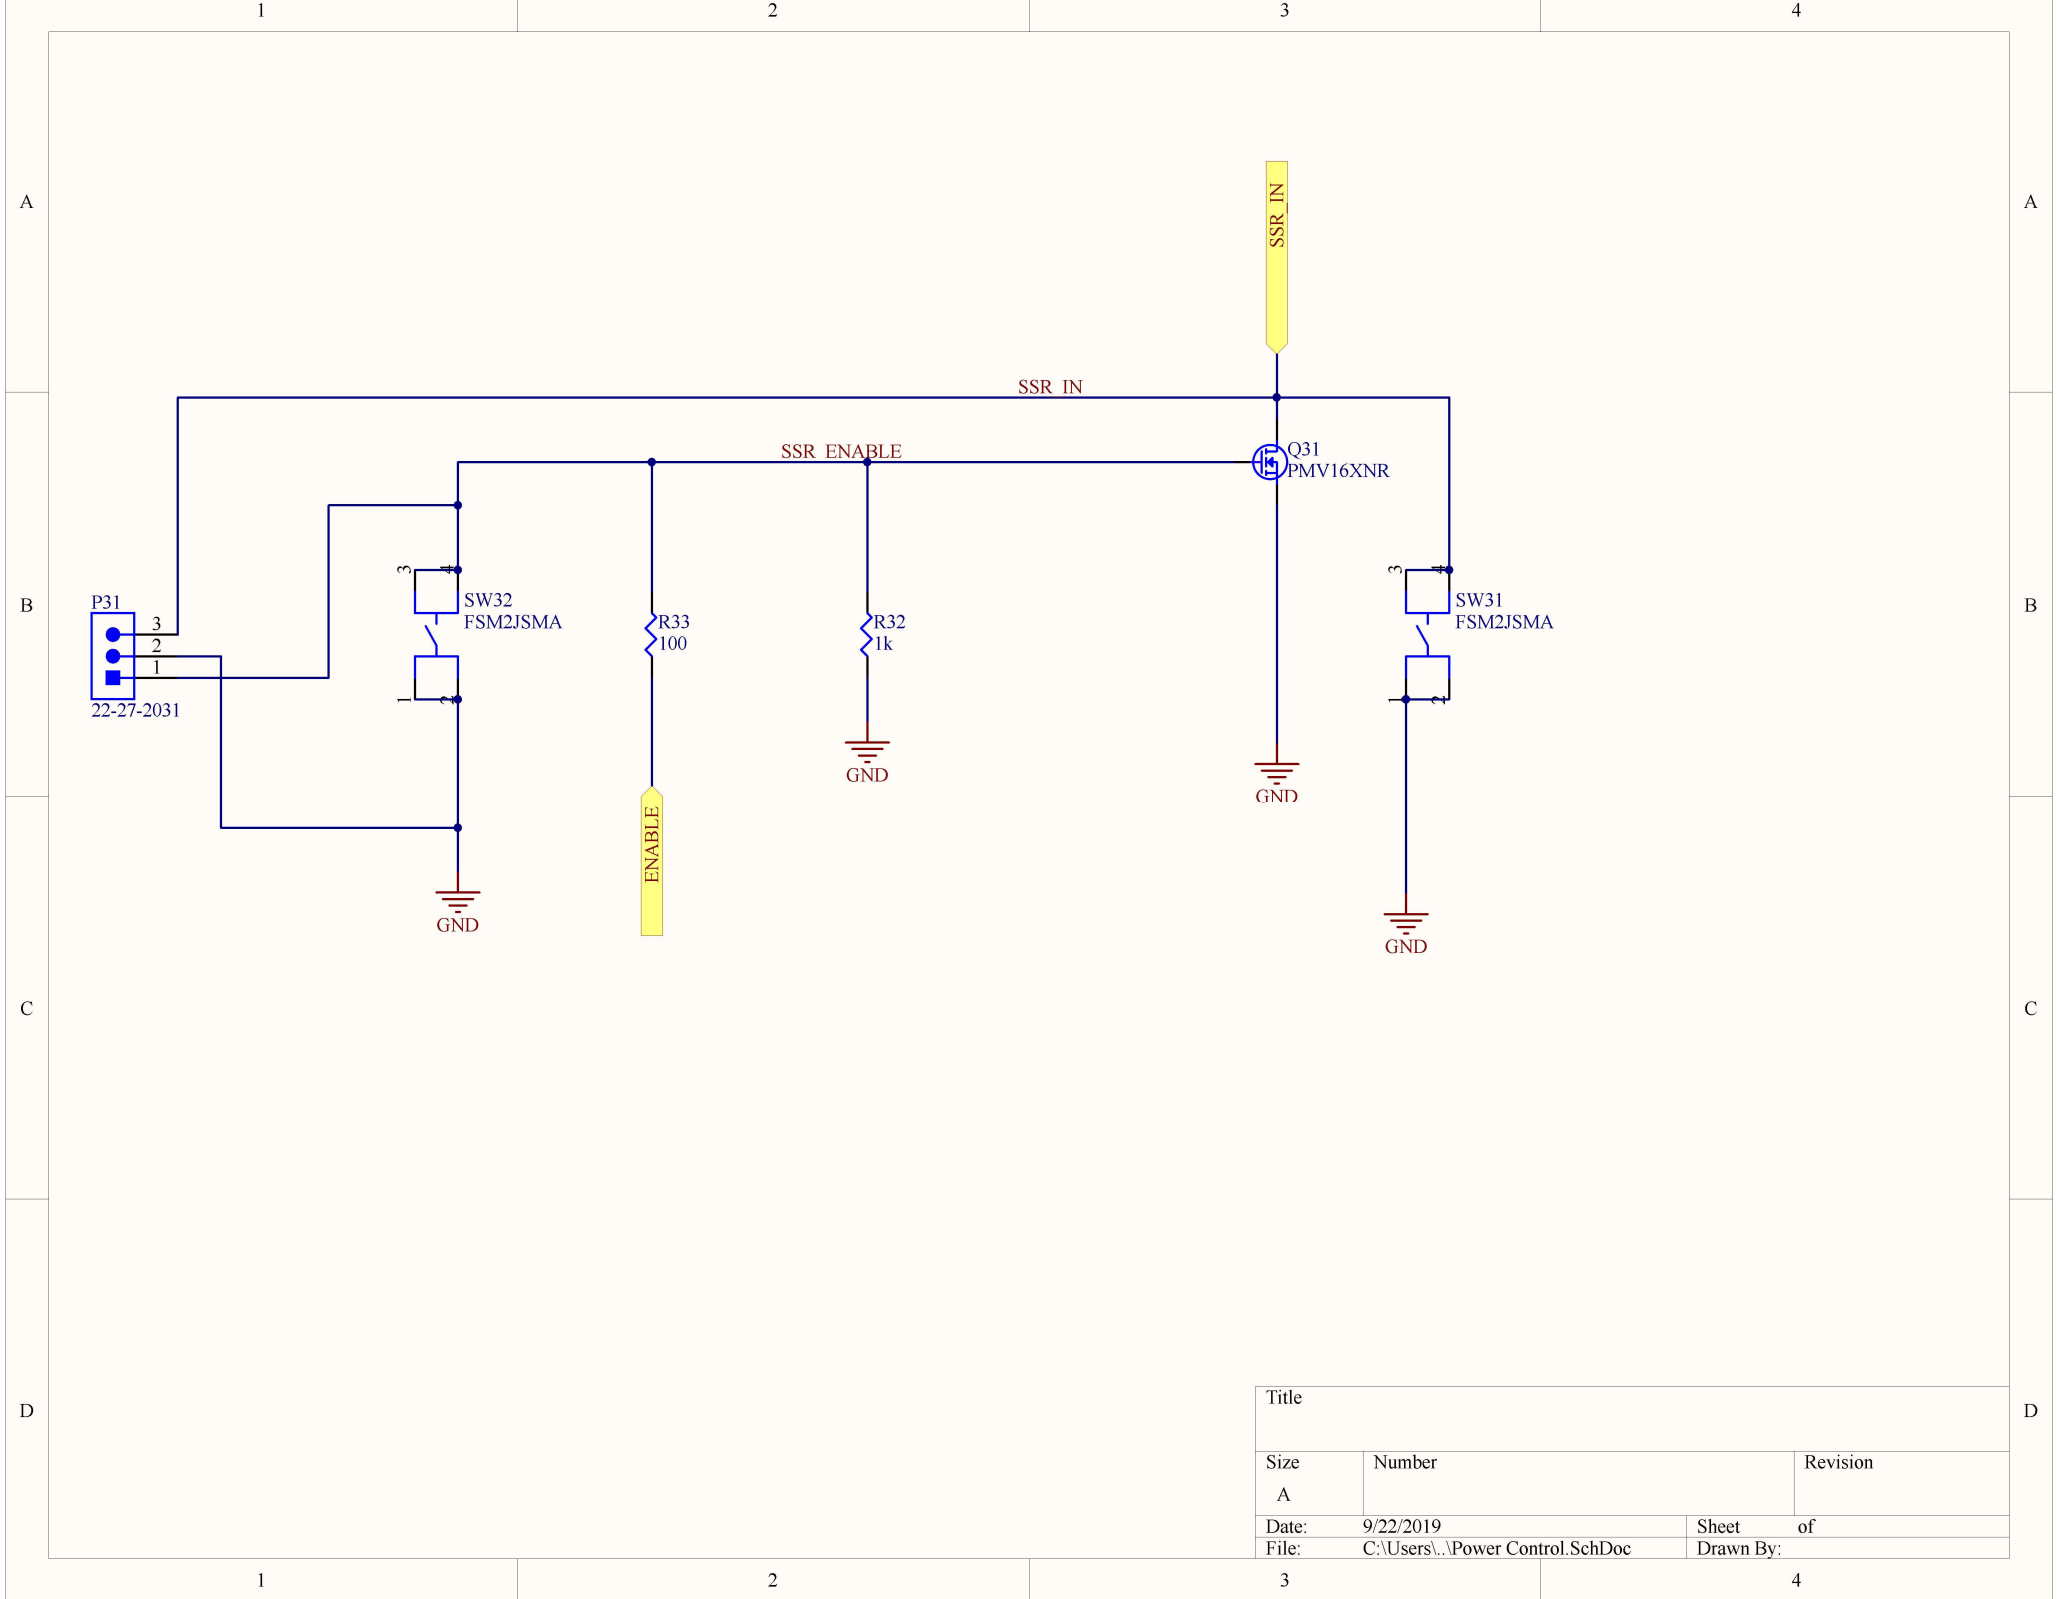 1 2 3 4
A A
SSR_IN
SSR_IN
SSR_ENABLE
Q31
PMV16XNR
3 4
3 4
B B
P31
SW32
SW31
FSM2JSMA
FSM2JSMA
3
R33
R32
2
100
1k
1
1 2
1 2
22-27-2031
GND
GND
ENABLE
GND
GND
C C
D D
Title
Size Number Revision
A
Date: 9/22/2019 Sheet of
File: C:\Users\..\Power Control.SchDoc Drawn By:
1 2 3 4